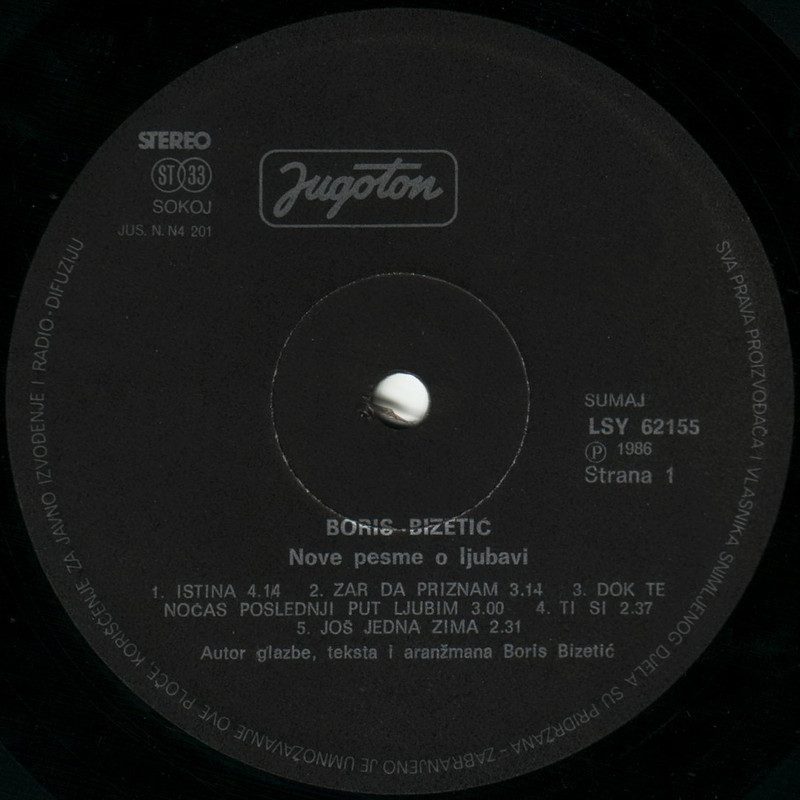 STEREO
ST 33
SOKOJ
JUS. N. N4 201
Jugoton
SUMAJ
LSY 62155
Ⓟ 1986
Strana 1
BORIS BIZETIĆ
Nove pesme o ljubavi
1. ISTINA 4.14 2. ZAR DA PRIZNAM 3.14 3. DOK TE
NOĆAS POSLEDNJI PUT LJUBIM 3.00 4. TI SI 2.37
5. JOŠ JEDNA ZIMA 2.31
Autor glazbe, teksta i aranžmana Boris Bizetić
SVA PRAVA PROIZVOĐAČA I VLASNIKA SNIMLJENOG DJELA SU PRIDRŽANA - ZABRANJENO JE UMNOŽAVANJE OVE PLOČE, KORIŠĆENJE ZA JAVNO IZVOĐENJE I RADIO-DIFUZIJU